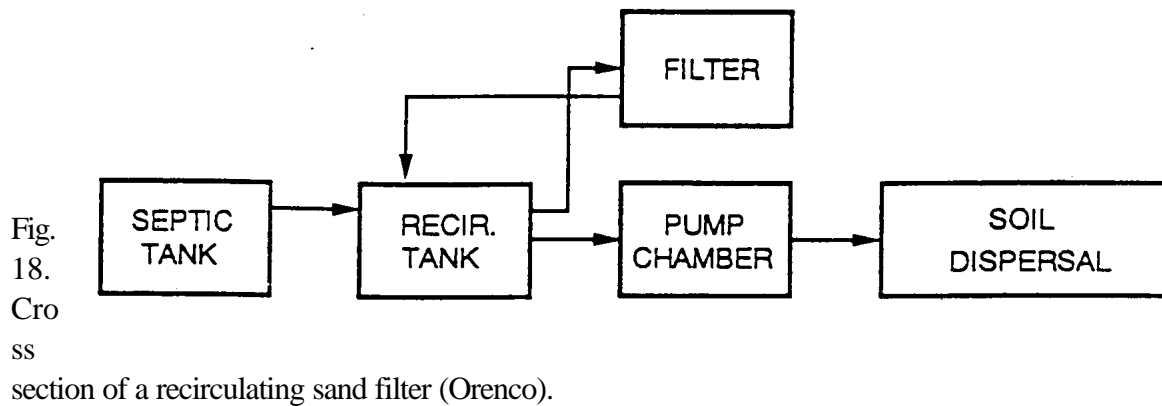 FILTER
SEPTIC
TANK
RECIR.
TANK
PUMP
CHAMBER
SOIL
DISPERSAL
Fig.
18.
Cro
ss
section of a recirculating sand filter (Orenco).